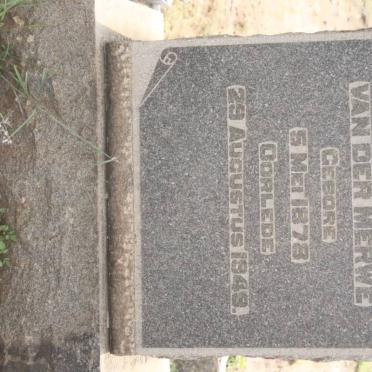 VAN DER MERWE
GEBORE
5 MEI 1878
OORLEDE
29 AUGUSTUS 1949.